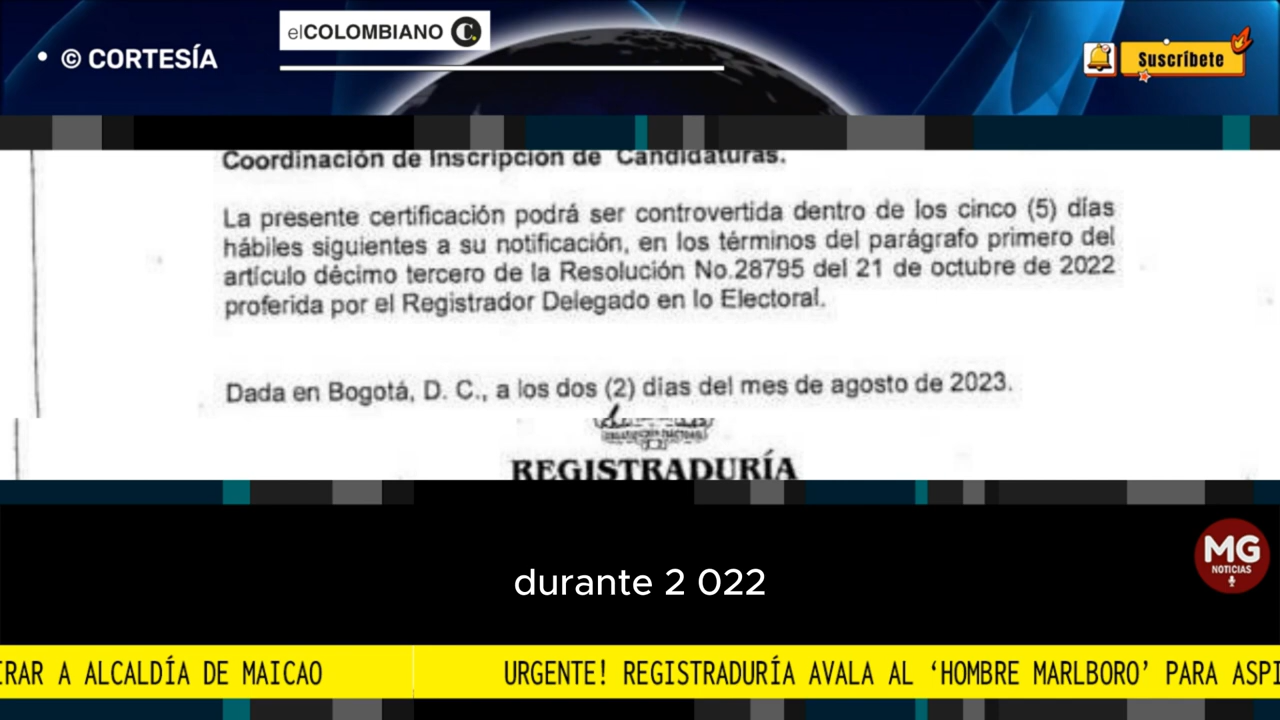 elCOLOMBIANO C
• © CORTESÍA
Suscríbete
Coordinación de Inscripción de Candidaturas.
La presente certificación podrá ser controvertida dentro de los cinco (5) días
hábiles siguientes a su notificación, en los términos del parágrafo primero del
artículo décimo tercero de la Resolución No.28795 del 21 de octubre de 2022
proferida por el Registrador Delegado en lo Electoral.
Dada en Bogotá, D. C., a los dos (2) días del mes de agosto de 2023.
REGISTRADURÍA
MG
NOTICIAS
durante 2 022
RAR A ALCALDÍA DE MAICAO URGENTE! REGISTRADURÍA AVALA AL ‘HOMBRE MARLBORO’ PARA ASPI